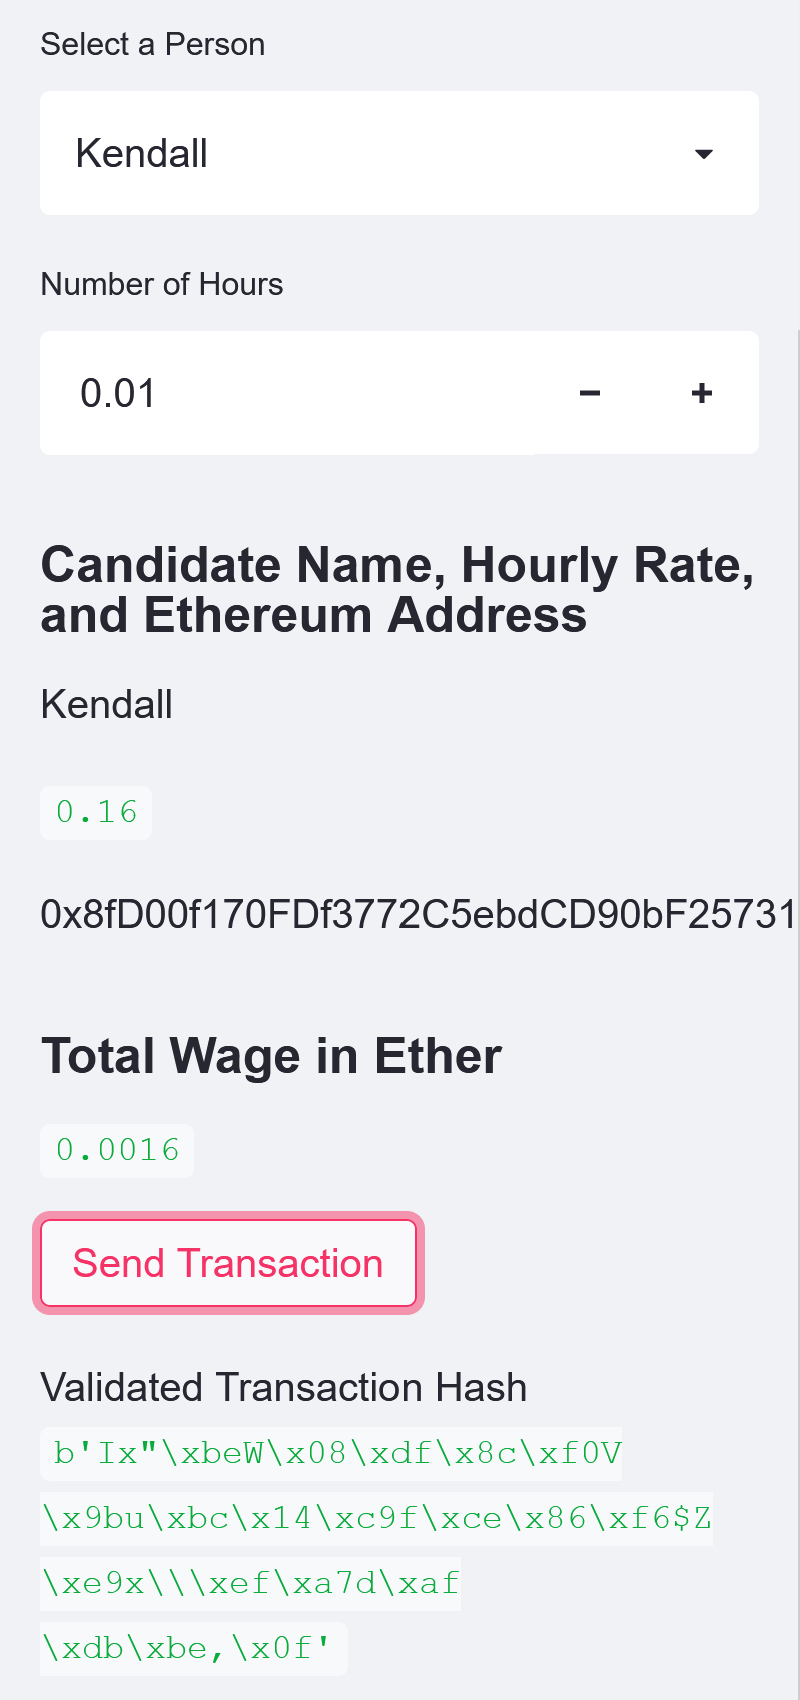 Select a Person
Kendall
Number of Hours
0.01
Candidate Name, Hourly Rate,
and Ethereum Address
Kendall
0.16
0x8fD00f170FDf3772C5ebdCD90bF25731
Total Wage in Ether
0.0016
Send Transaction
Validated Transaction Hash
b'Ix"\xbeW\x08\xdf\x8c\xf0V
\x9bu\xbc\x14\xc9f\xce\x86\xf6$Z
\xe9x\\\xef\xa7d\xaf
\xdb\xbe,\x0f'